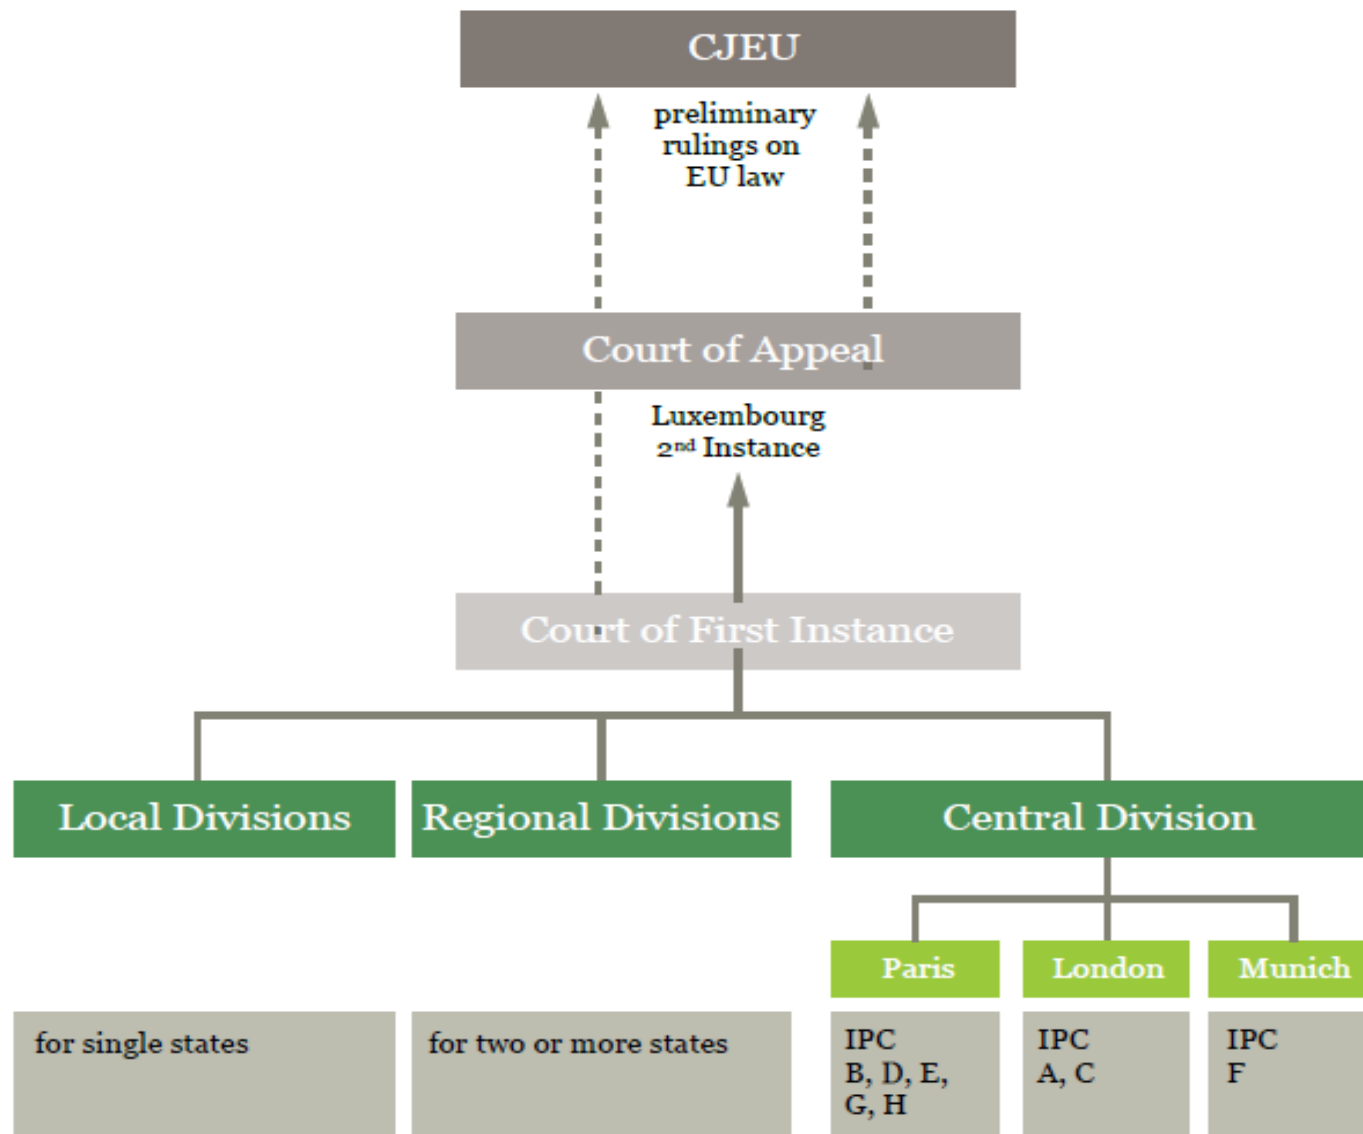 CJEU
preliminary
rulings on
EU law
Court of Appeal
Luxembourg
2nd Instance
Court of First Instance
Local Divisions
Regional Divisions
Central Division
Paris
London
Munich
for single states
for two or more states
IPC
B, D, E,
G, H
IPC
A, C
IPC
F